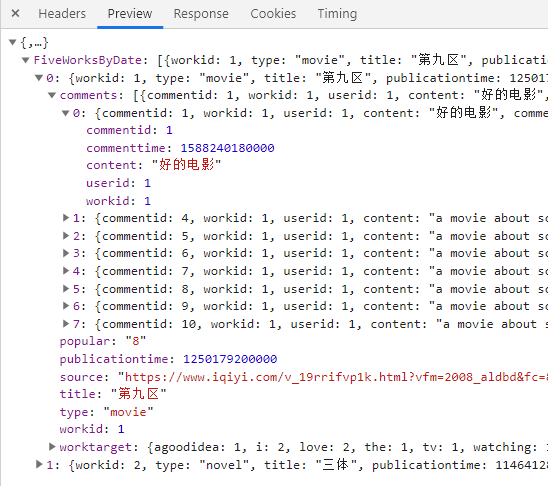 Headers Preview Response Cookies Timing
{,…}
FiveWorksByDate: [{workid: 1, type: "movie", title: "第九区", publication
0: {workid: 1, type: "movie", title: "第九区", publicationtime: 125017
comments: [{commentid: 1, workid: 1, userid: 1, content: "好的电影",
0: {commentid: 1, workid: 1, userid: 1, content: "好的电影", comme
commentid: 1
commenttime: 1588240180000
content: "好的电影"
userid: 1
workid: 1
1: {commentid: 4, workid: 1, userid: 1, content: "a movie about so
2: {commentid: 5, workid: 1, userid: 1, content: "a movie about so
3: {commentid: 6, workid: 1, userid: 1, content: "a movie about so
4: {commentid: 7, workid: 1, userid: 1, content: "a movie about so
5: {commentid: 8, workid: 1, userid: 1, content: "a movie about so
6: {commentid: 9, workid: 1, userid: 1, content: "a movie about so
7: {commentid: 10, workid: 1, userid: 1, content: "a movie about s
popular: "8"
publicationtime: 1250179200000
source: "https://www.iqiyi.com/v_19rrifvp1k.html?vfm=2008_aldbd&fc=
title: "第九区"
type: "movie"
workid: 1
worktarget: {agoodidea: 1, i: 2, love: 2, the: 1, tv: 1, watching:
1: {workid: 2, type: "novel", title: "三体", publicationtime: 1146412